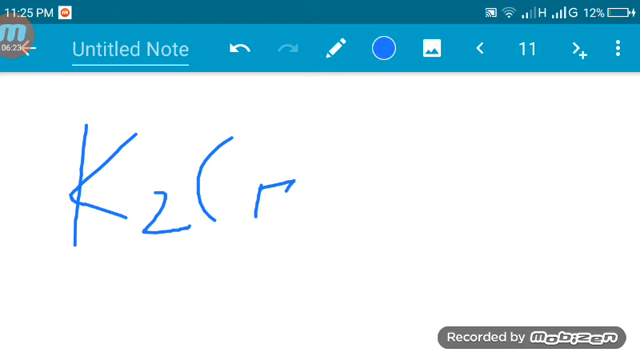 11:25 PM H G 12%
06:23 Untitled Note 11
K2Cr
Recorded by mobizen